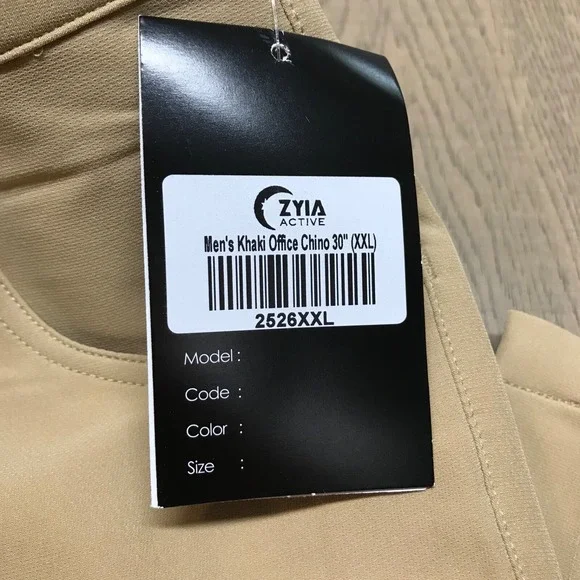 ZYIA
ACTIVE
Men's Khaki Office Chino 30" (XXL)
2526XXL
Model :
Code :
Color :
Size :